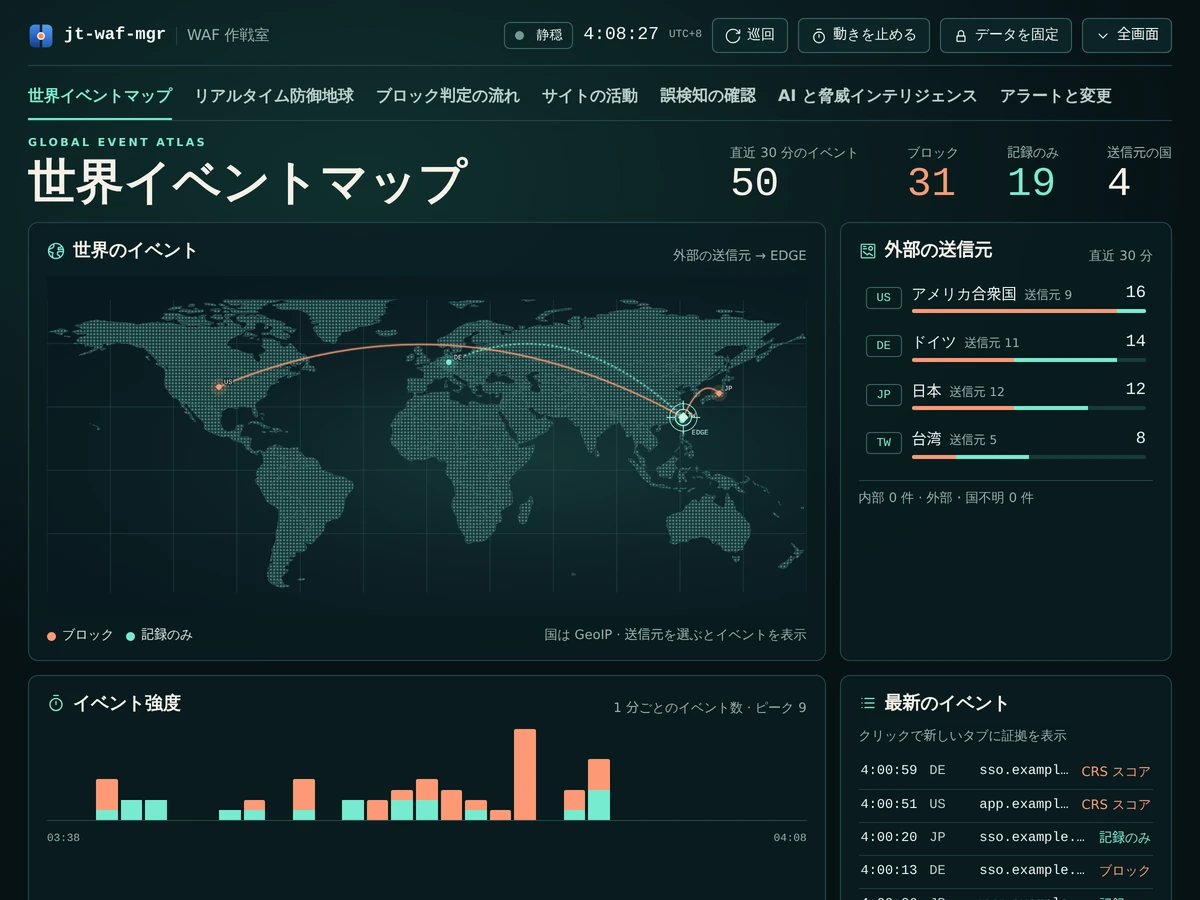 jt-waf-mgr WAF 作戦室
静穏 4:08:27 UTC+8 巡回 動きを止める データを固定 全画面
世界イベントマップ リアルタイム防御地球 ブロック判定の流れ サイトの活動 誤検知の確認 AI と脅威インテリジェンス アラートと変更
GLOBAL EVENT ATLAS
世界イベントマップ
直近 30 分のイベント ブロック 記録のみ 送信元の国
50 31 19 4
世界のイベント 外部の送信元 → EDGE
US
DE
JP
EDGE
ブロック 記録のみ 国は GeoIP · 送信元を選ぶとイベントを表示
外部の送信元 直近 30 分
US アメリカ合衆国 送信元 9 16
DE ドイツ 送信元 11 14
JP 日本 送信元 12 12
TW 台湾 送信元 5 8
内部 0 件 · 外部・国不明 0 件
イベント強度 1 分ごとのイベント数 · ピーク 9
03:38 04:08
最新のイベント
クリックで新しいタブに証拠を表示
4:00:59 DE sso.exampl… CRS スコア
4:00:51 US app.exampl… CRS スコア
4:00:20 JP sso.example.… 記録のみ
4:00:13 DE sso.example.… ブロック